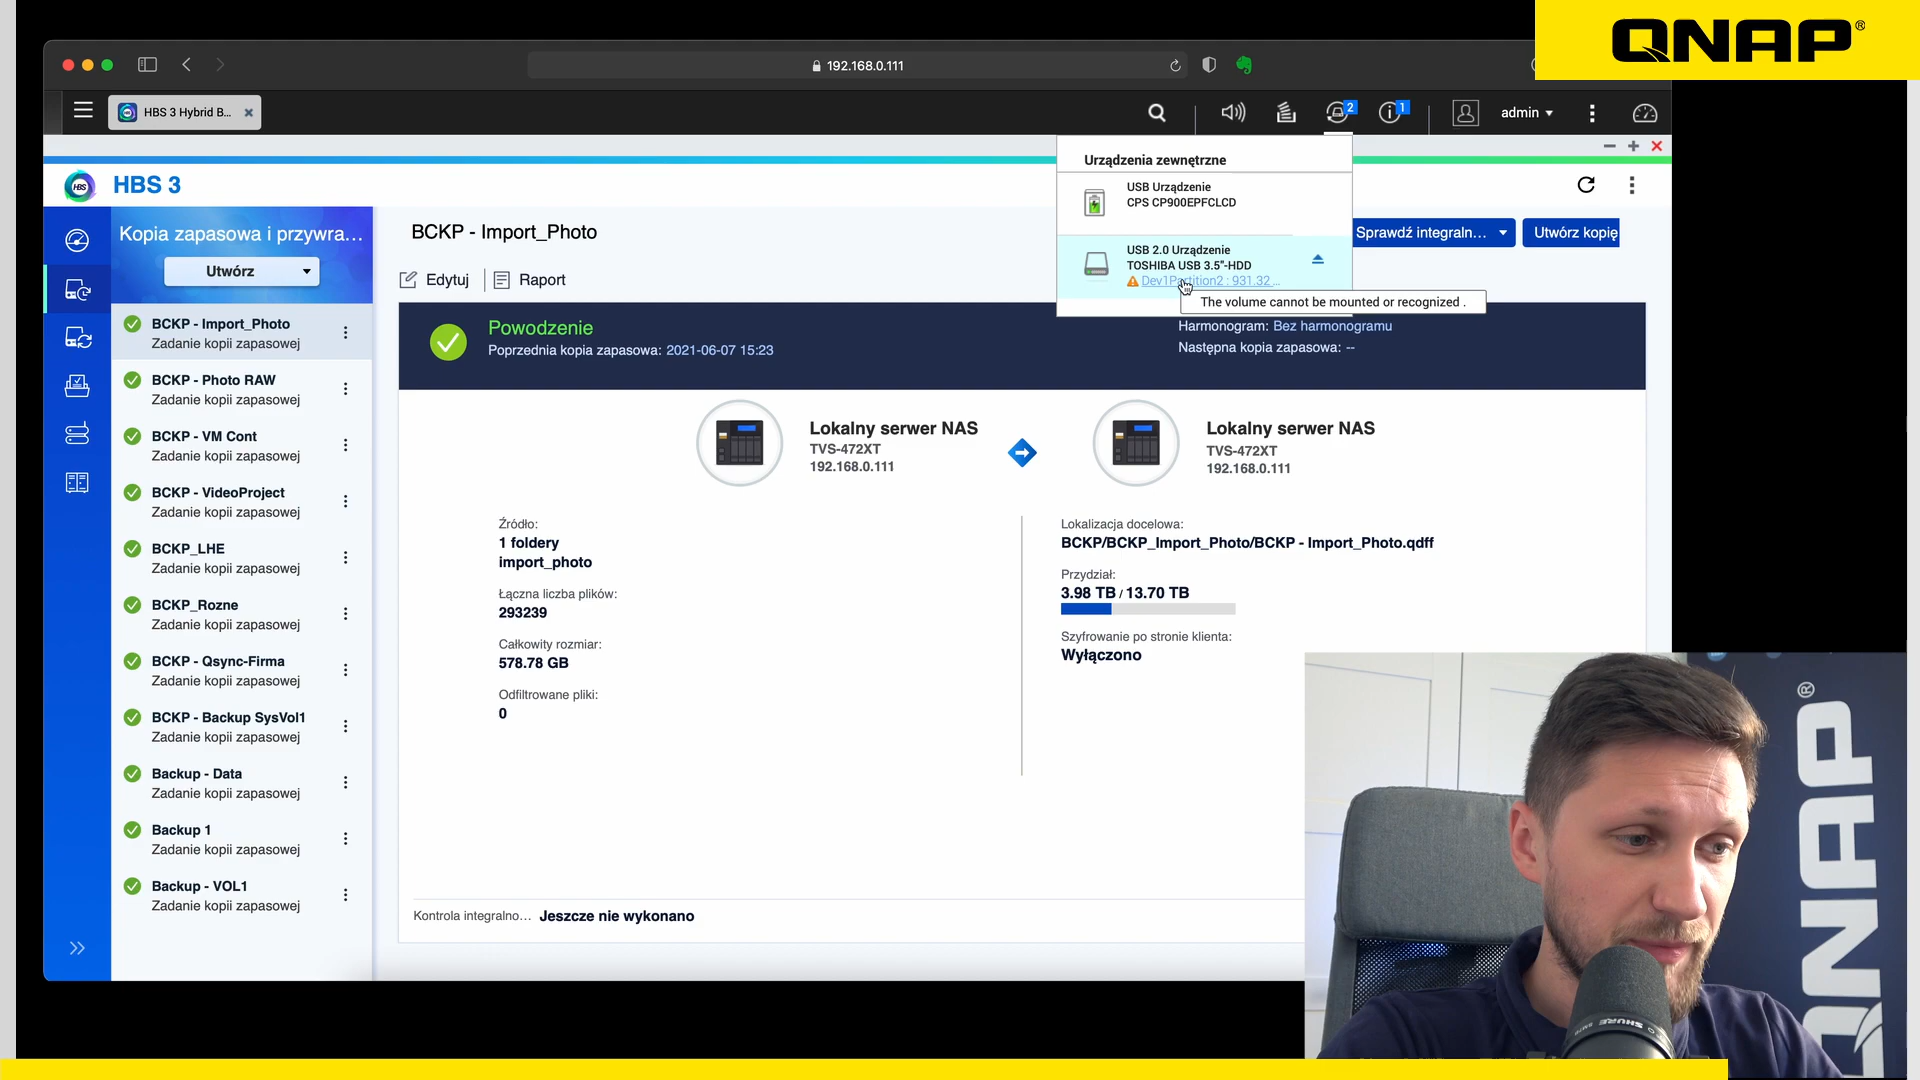 QNAP®
192.168.0.111
HBS 3 Hybrid B...
2
1
admin
HBS 3
Urządzenia zewnętrzne
USB Urządzenie
CPS CP900EPFCLCD
USB 2.0 Urządzenie
TOSHIBA USB 3.5"-HDD
Dev1Partition2 : 931.32 ...
The volume cannot be mounted or recognized .
Kopia zapasowa i przywra...
Utwórz
BCKP - Import_Photo
Zadanie kopii zapasowej
BCKP - Photo RAW
Zadanie kopii zapasowej
BCKP - VM Cont
Zadanie kopii zapasowej
BCKP - VideoProject
Zadanie kopii zapasowej
BCKP_LHE
Zadanie kopii zapasowej
BCKP_Rozne
Zadanie kopii zapasowej
BCKP - Qsync-Firma
Zadanie kopii zapasowej
BCKP - Backup SysVol1
Zadanie kopii zapasowej
Backup - Data
Zadanie kopii zapasowej
Backup 1
Zadanie kopii zapasowej
Backup - VOL1
Zadanie kopii zapasowej
BCKP - Import_Photo
Sprawdź integraln...
Utwórz kopię
Edytuj
Raport
Powodzenie
Poprzednia kopia zapasowa: 2021-06-07 15:23
Harmonogram: Bez harmonogramu
Następna kopia zapasowa: --
Lokalny serwer NAS
TVS-472XT
192.168.0.111
Lokalny serwer NAS
TVS-472XT
192.168.0.111
Źródło:
1 foldery
import_photo
Łączna liczba plików:
293239
Całkowity rozmiar:
578.78 GB
Odfiltrowane pliki:
0
Lokalizacja docelowa:
BCKP/BCKP_Import_Photo/BCKP - Import_Photo.qdff
Przydział:
3.98 TB / 13.70 TB
Szyfrowanie po stronie klienta:
Wyłączono
Kontrola integralno... Jeszcze nie wykonano
QNAP®
SHURE